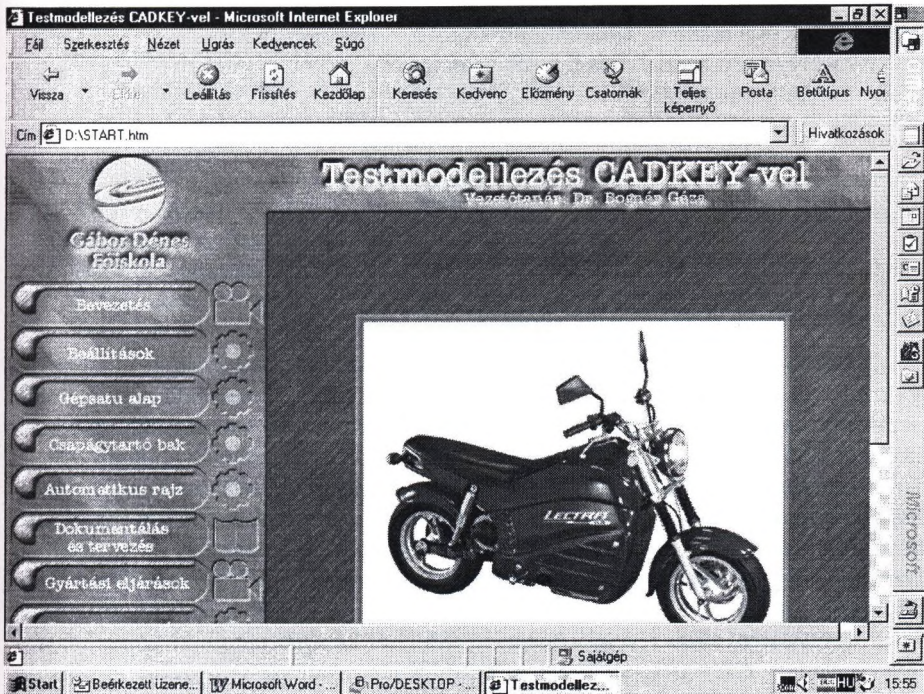 Testmodellezés CADKEY-vel - Microsoft Internet Explorer
Fájl Szerkesztés Nézet Ugrás Kedvencek Súgó
Vissza Előre Leállítás Frissítés Kezdőlap Keresés Kedvenc Előzmény Csatornák Teljes képernyő Posta Betűtípus
Cím D:\START.htm Hivatkozások
Testmodellezés CADKEY-vel
Vezetőtanár: Dr. Bognár Géza
Gábor Dénes
Főiskola
Bevezetés
Beállítások
Gépsatu alap
Csapágytartó bak
Automatikus rajz
Dokumentálás
és tervezés
Gyártási eljárások
LECTRA
Microsoft
Sajátgép
Start Beérkezett üzene... Microsoft Word - ... Pro/DESKTOP - ... Testmodellez... HU 15:55